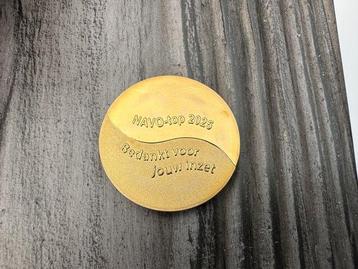 NAVO-top 2025
Bedankt voor
jouw inzet